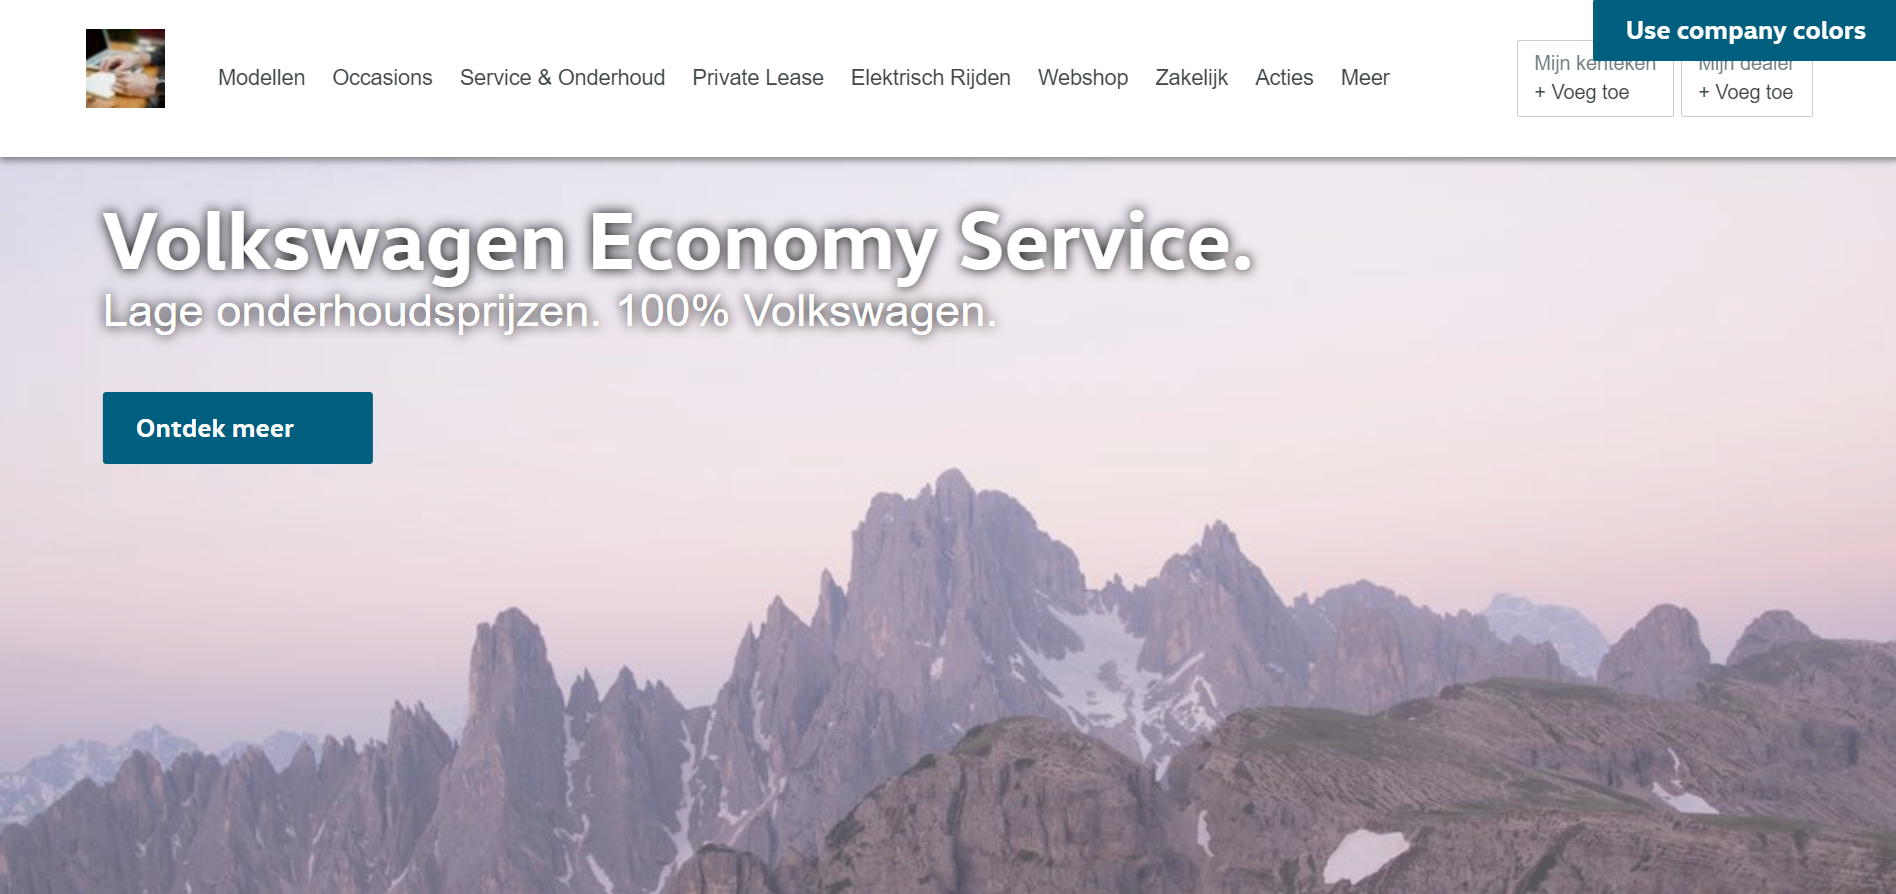 Use company colors
Modellen Occasions Service & Onderhoud Private Lease Elektrisch Rijden Webshop Zakelijk Acties Meer
Mijn kenteken
+ Voeg toe
Mijn dealer
+ Voeg toe
Volkswagen Economy Service.
Lage onderhoudsprijzen. 100% Volkswagen.
Ontdek meer